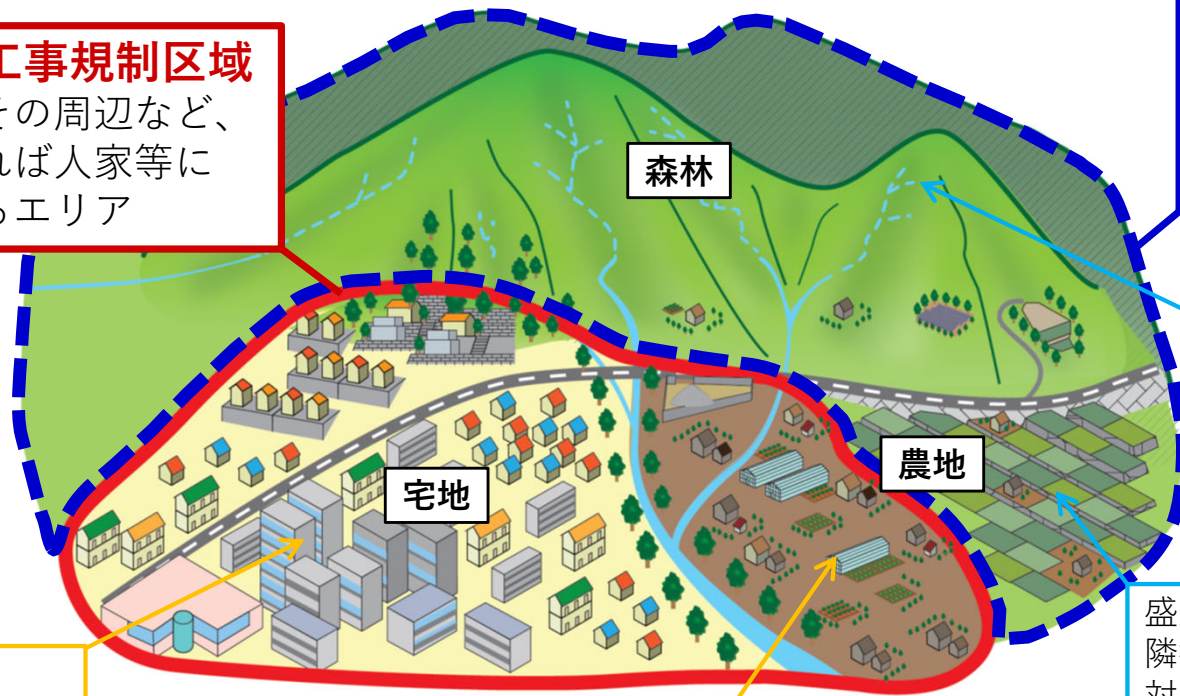 工事規制区域
その周辺など、
れば人家等に
るエリア
森林
農地
宅地
盛
隣
対